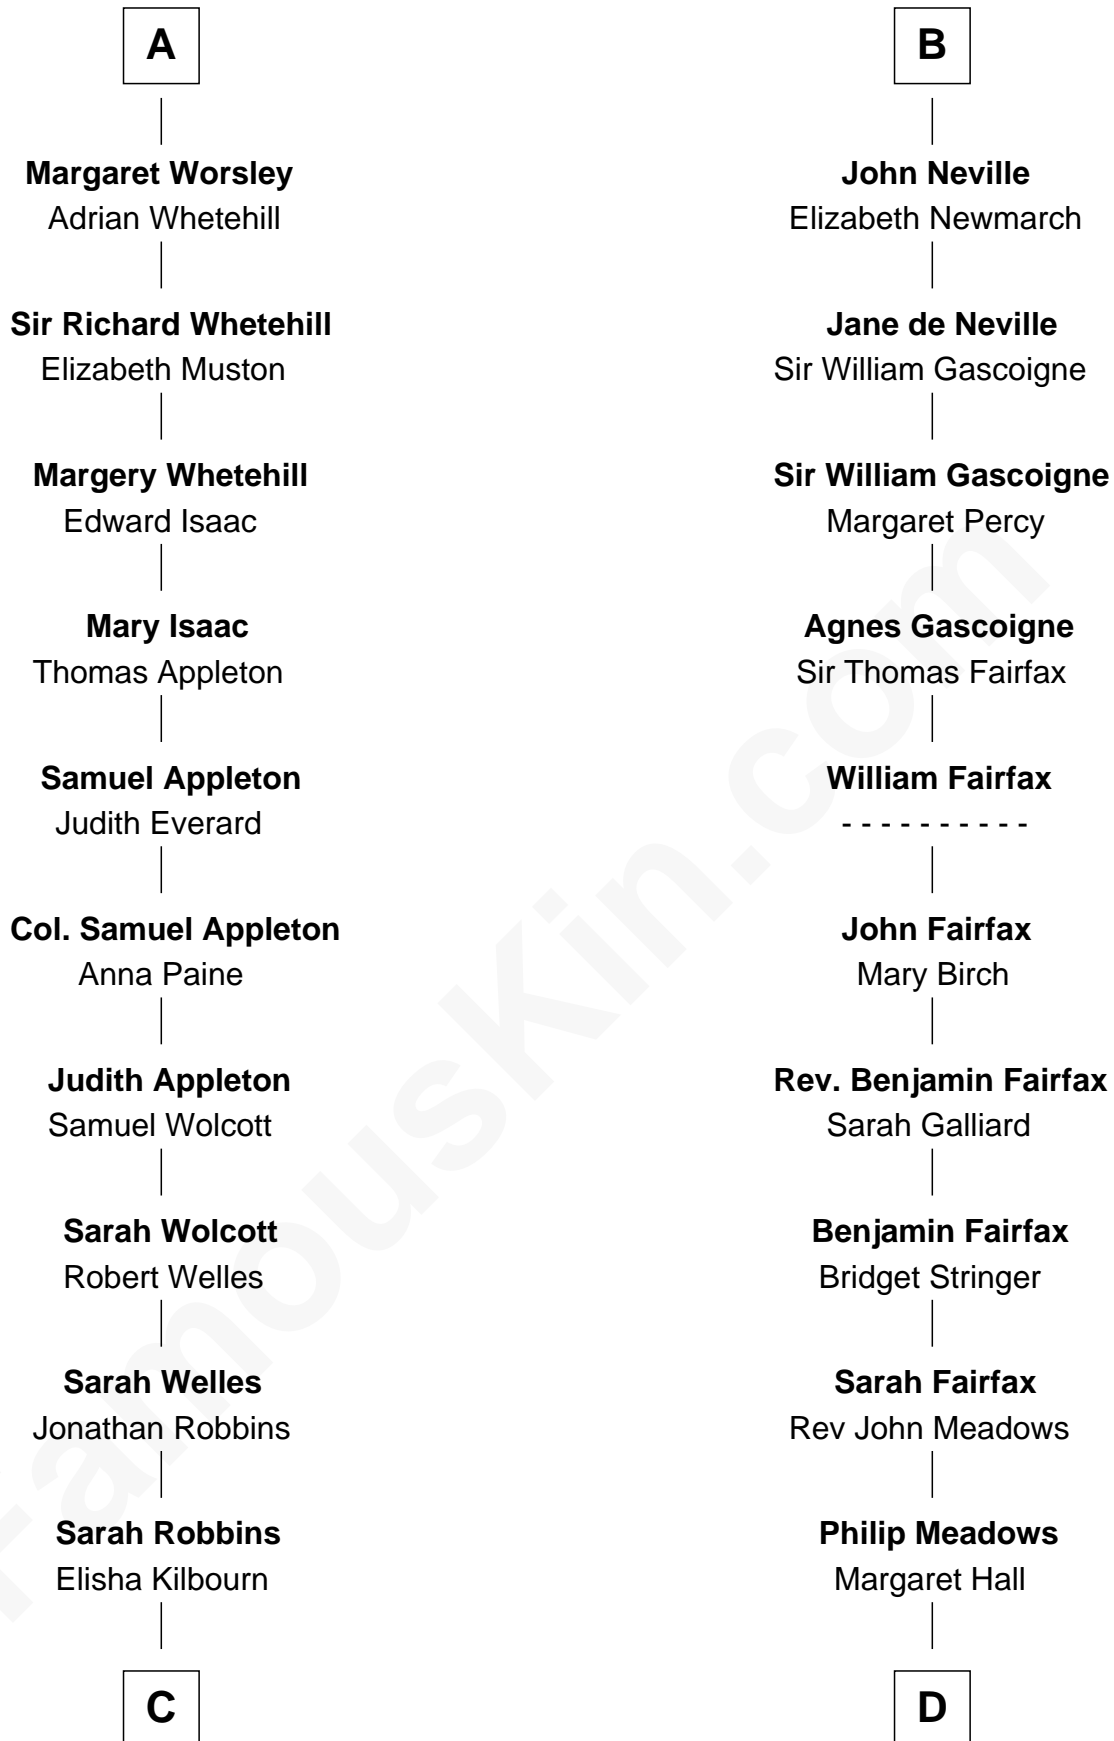 A
Margaret Worsley
Adrian Whetehill
Sir Richard Whetehill
Elizabeth Muston
Margery Whetehill
Edward Isaac
Mary Isaac
Thomas Appleton
Samuel Appleton
Judith Everard
Col. Samuel Appleton
Anna Paine
Judith Appleton
Samuel Wolcott
Sarah Wolcott
Robert Welles
Sarah Welles
Jonathan Robbins
Sarah Robbins
Elisha Kilbourn
C
B
John Neville
Elizabeth Newmarch
Jane de Neville
Sir William Gascoigne
Sir William Gascoigne
Margaret Percy
Agnes Gascoigne
Sir Thomas Fairfax
William Fairfax
- - - - - - - - - -
John Fairfax
Mary Birch
Rev. Benjamin Fairfax
Sarah Galliard
Benjamin Fairfax
Bridget Stringer
Sarah Fairfax
Rev John Meadows
Philip Meadows
Margaret Hall
D
FamousKin.com